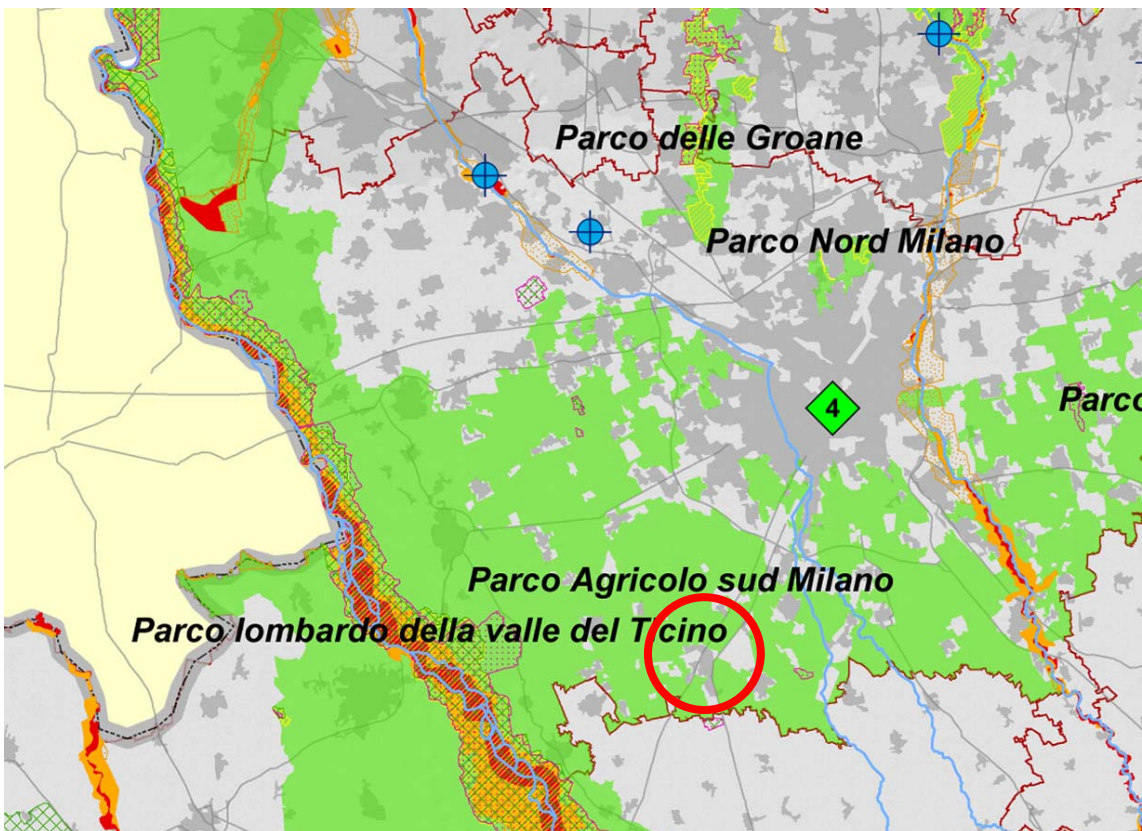 Parco delle Groane
Parco Nord Milano
Parco
4
Parco Agricolo sud Milano
Parco lombardo della valle del Ticino